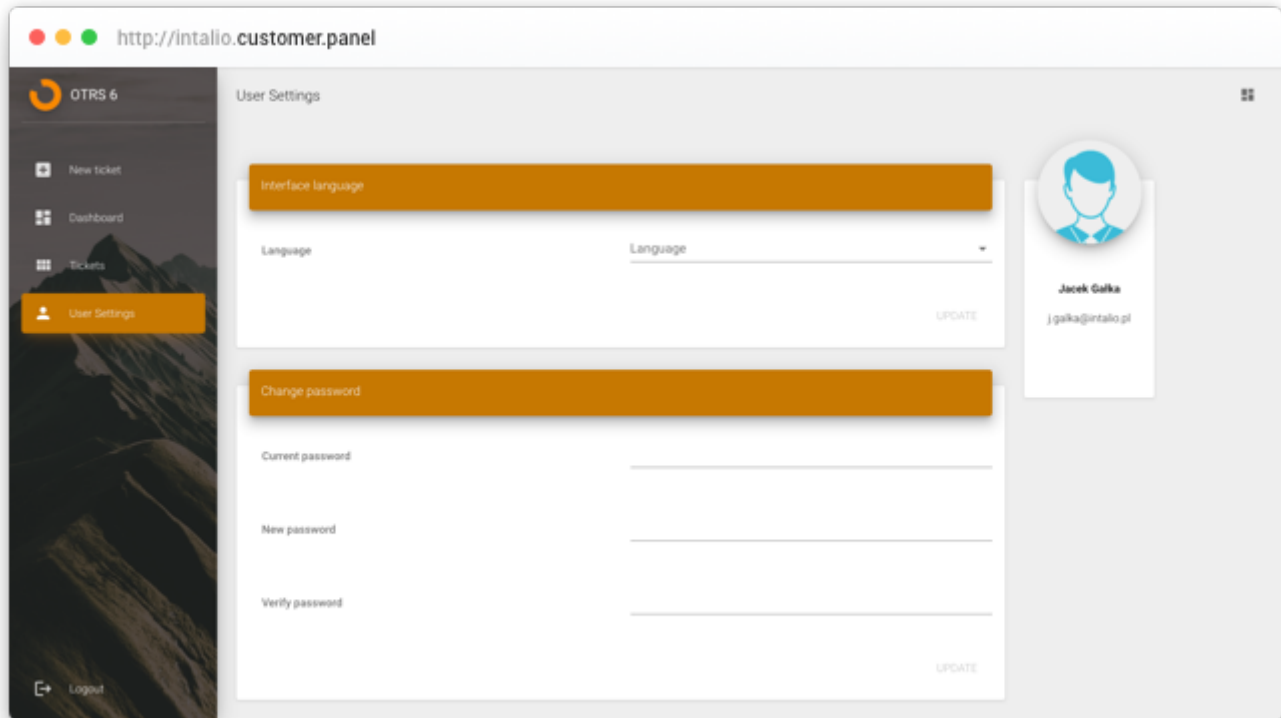 http://intalio.customer.panel
OTRS 6
New ticket
Dashboard
Tickets
User Settings
Logout
User Settings
Interface language
Language
Language
UPDATE
Change password
Current password
New password
Verify password
UPDATE
Jacek Gałka
j.galka@intalio.pl